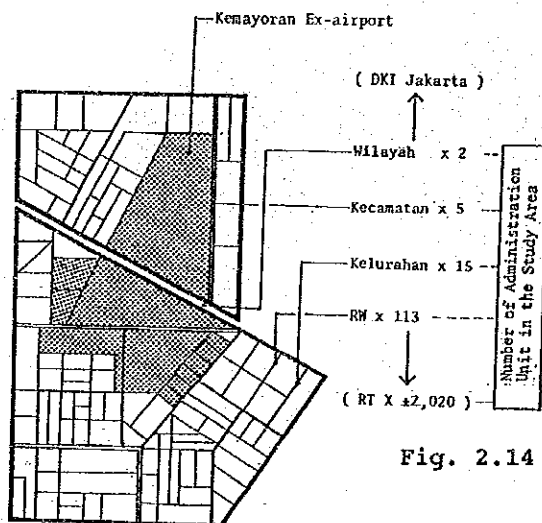 Kemayoran Ex-airport
( DKI Jakarta )
Wilayah x 2
Kecamatan x 5
Kelurahan x 15
RW x 113
( RT X ±2,020 )
Number of Administration
Unit in the Study Area
Fig. 2.14